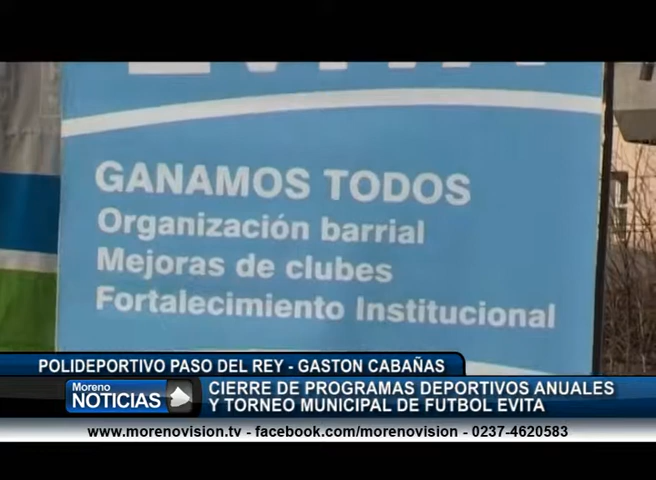 GANAMOS TODOS
Organización barrial
Mejoras de clubes
Fortalecimiento Institucional
POLIDEPORTIVO PASO DEL REY - GASTON CABAÑAS
Moreno
NOTICIAS
CIERRE DE PROGRAMAS DEPORTIVOS ANUALES
Y TORNEO MUNICIPAL DE FUTBOL EVITA
www.morenovision.tv - facebook.com/morenovision - 0237-4620583